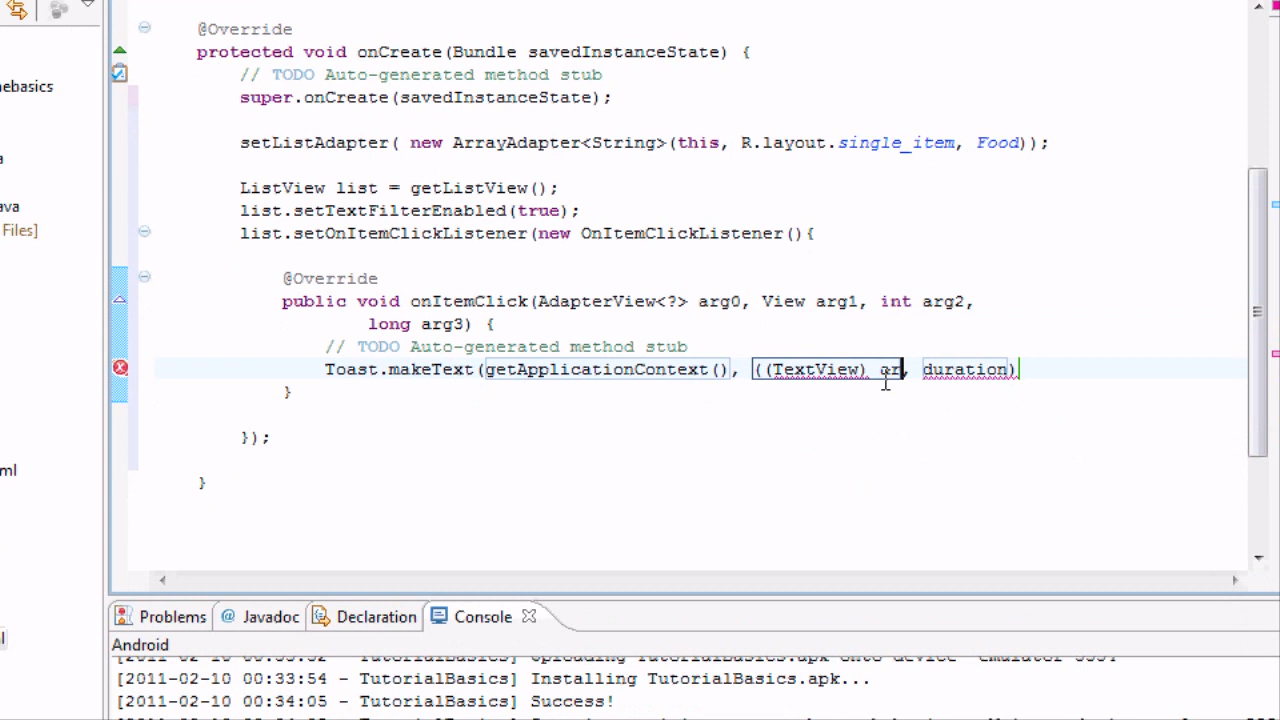 @Override
protected void onCreate(Bundle savedInstanceState) {
// TODO Auto-generated method stub
super.onCreate(savedInstanceState);
setListAdapter( new ArrayAdapter<String>(this, R.layout.single_item, Food));
ListView list = getListView();
list.setTextFilterEnabled(true);
list.setOnItemClickListener(new OnItemClickListener(){
@Override
public void onItemClick(AdapterView<?> arg0, View arg1, int arg2,
long arg3) {
// TODO Auto-generated method stub
Toast.makeText(getApplicationContext(), ((TextView) ar, duration)
}
});
}
ebasics
a
ava
Files]
ml
l
Problems @ Javadoc Declaration Console
Android
[2011-02-10 00:33:54 - TutorialBasics] Installing TutorialBasics.apk...
[2011-02-10 00:34:05 - TutorialBasics] Success!